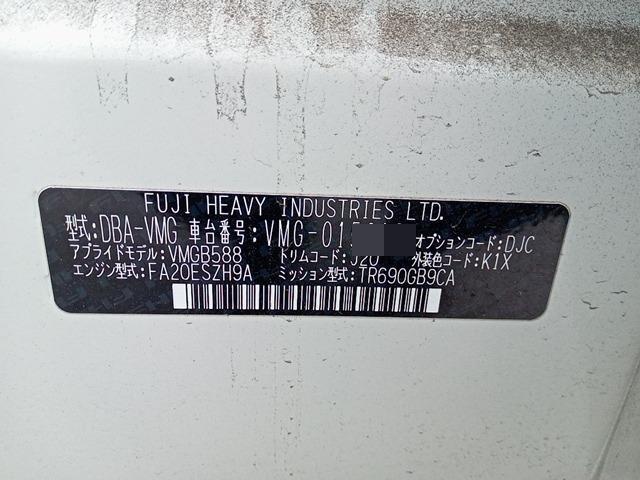 FUJI HEAVY INDUSTRIES LTD.
型式:DBA-VMG 車台番号:VMG-01 オプションコード:DJC
アプライドモデル:VMGB588 トリムコード:J20 外装色コード:K1X
エンジン型式:FA20ESZH9A ミッション型式:TR690GB9CA